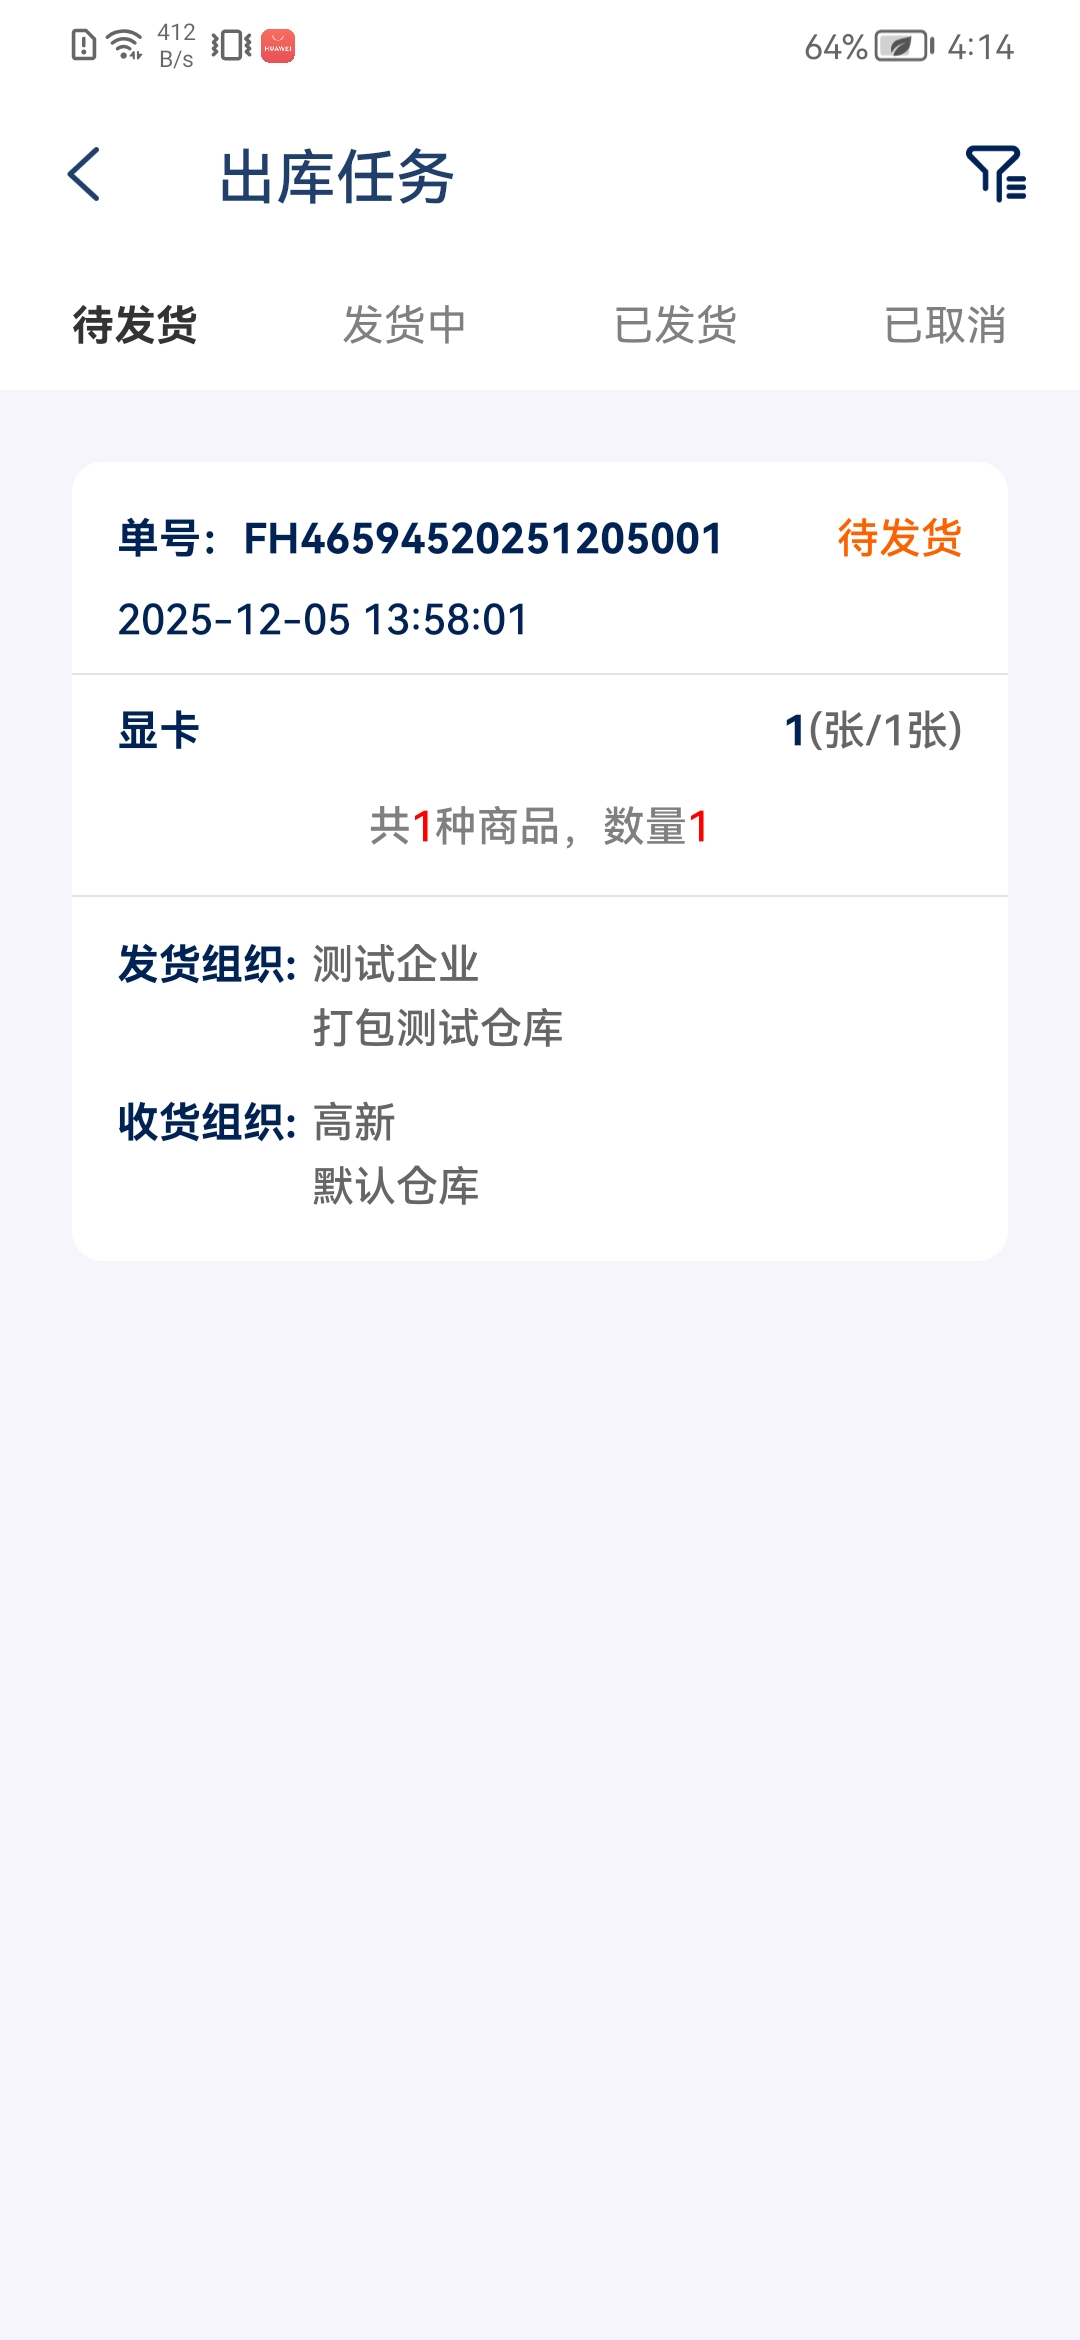 412
B/s
HUAWEI
64%
4:14
出库任务
待发货
发货中
已发货
已取消
单号：FH46594520251205001
待发货
2025-12-05 13:58:01
显卡
1(张/1张)
共1种商品，数量1
发货组织: 测试企业
打包测试仓库
收货组织: 高新
默认仓库